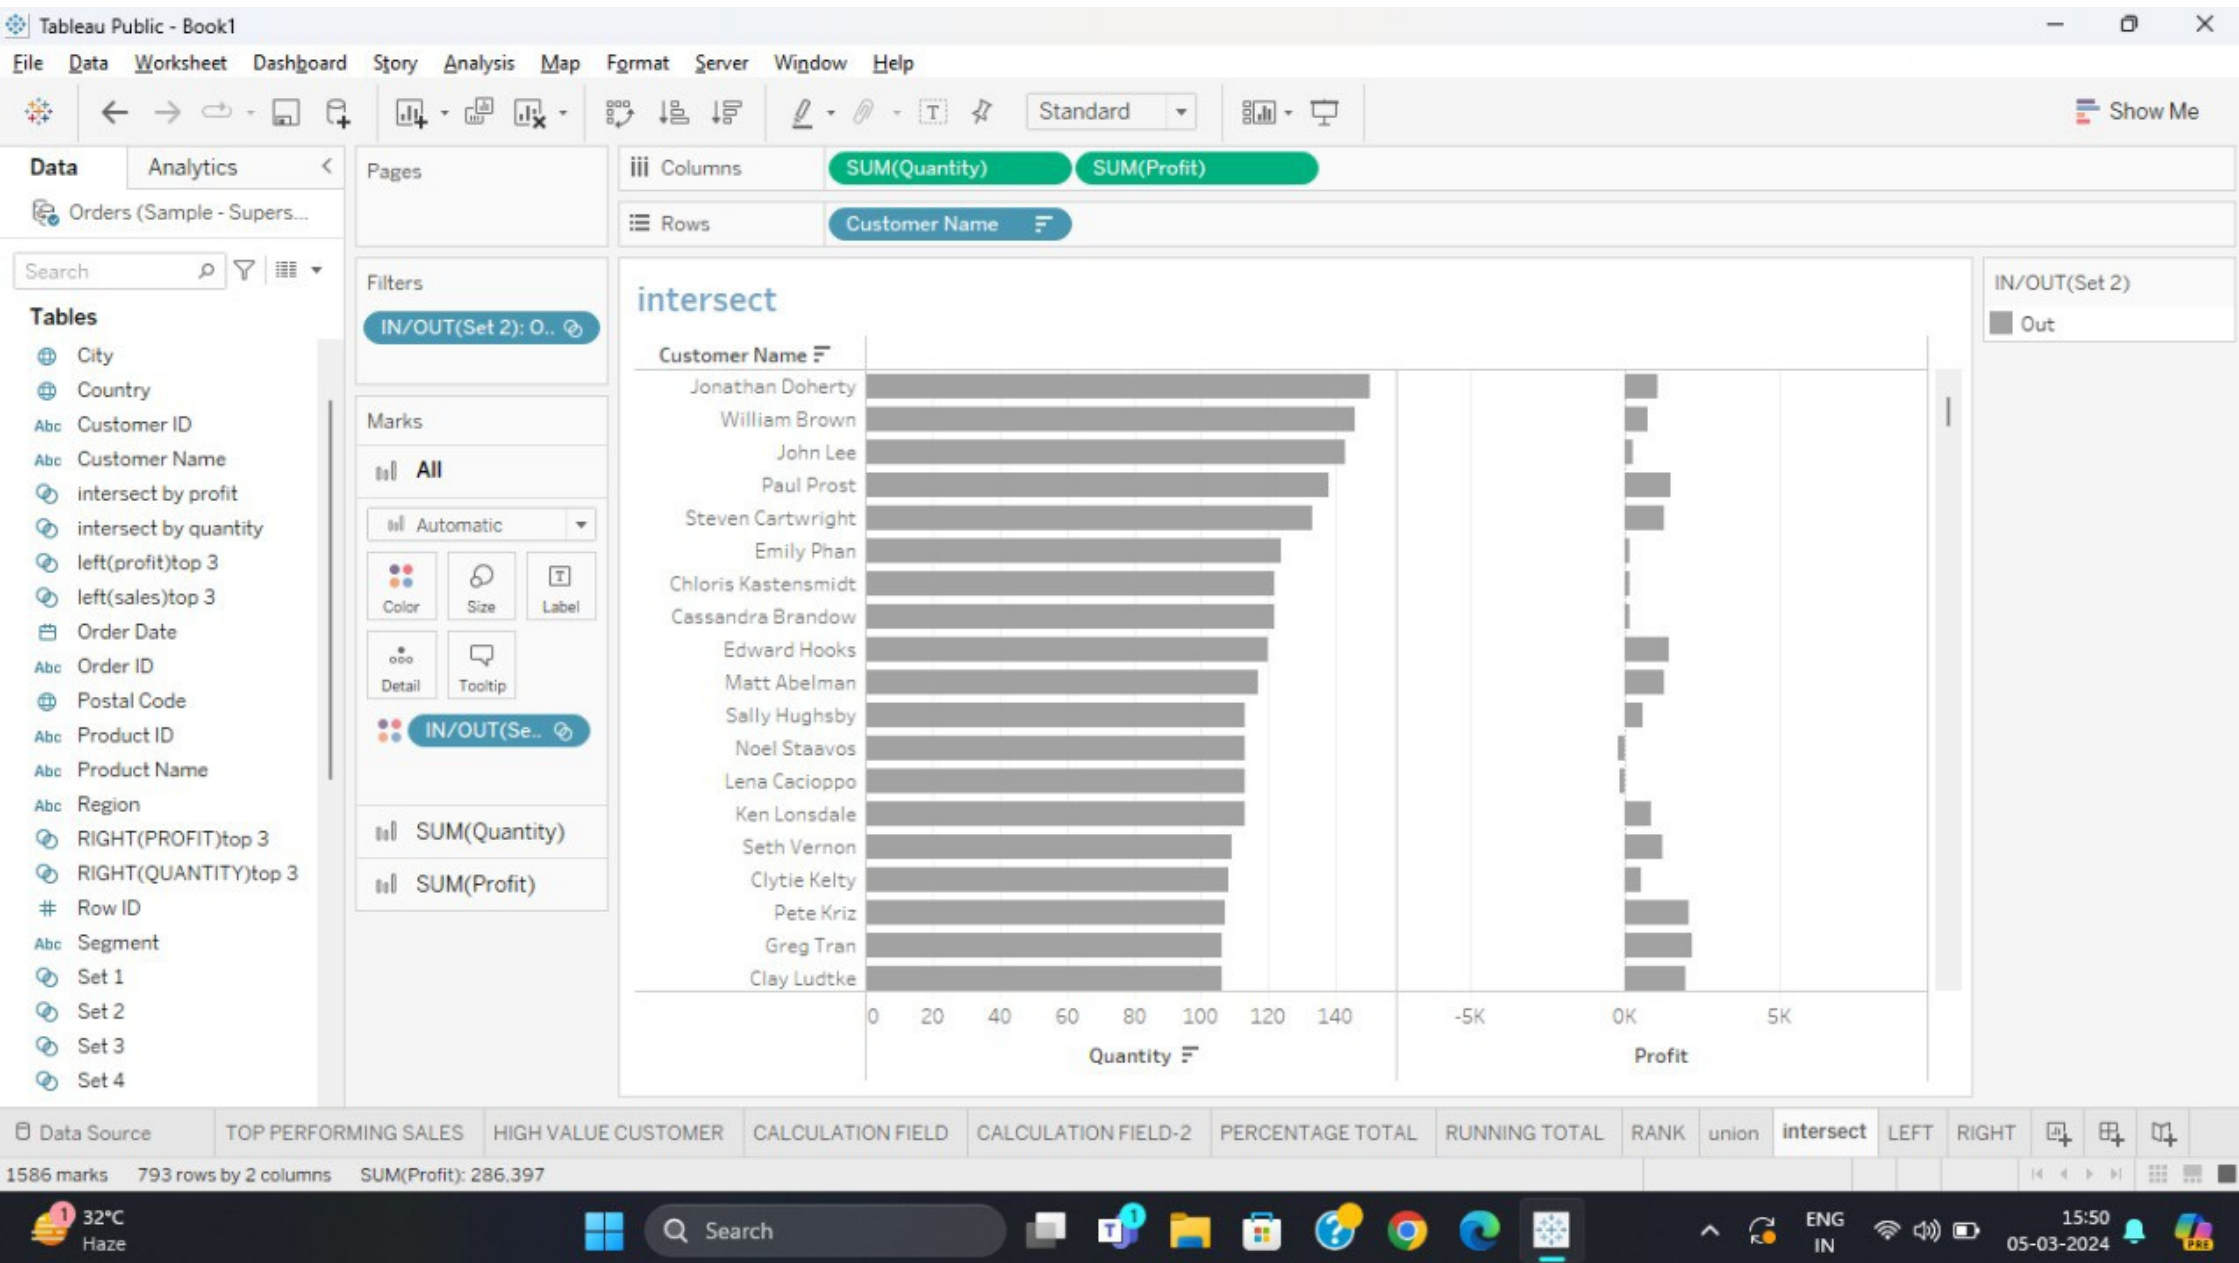 Tableau Public - Book1
File Data Worksheet Dashboard Story Analysis Map Format Server Window Help
Standard
Show Me
Data Analytics
Orders (Sample - Supers...
Search
Tables
City
Country
Abc Customer ID
Abc Customer Name
intersect by profit
intersect by quantity
left(profit)top 3
left(sales)top 3
Order Date
Abc Order ID
Postal Code
Abc Product ID
Abc Product Name
Abc Region
RIGHT(PROFIT)top 3
RIGHT(QUANTITY)top 3
# Row ID
Abc Segment
Set 1
Set 2
Set 3
Set 4
Pages
Filters
IN/OUT(Set 2): O..
Marks
All
Automatic
Color Size Label
Detail Tooltip
IN/OUT(Se..
SUM(Quantity)
SUM(Profit)
Columns SUM(Quantity) SUM(Profit)
Rows Customer Name
intersect
Customer Name
Jonathan Doherty
William Brown
John Lee
Paul Prost
Steven Cartwright
Emily Phan
Chloris Kastensmidt
Cassandra Brandow
Edward Hooks
Matt Abelman
Sally Hughsby
Noel Staavos
Lena Cacioppo
Ken Lonsdale
Seth Vernon
Clytie Kelty
Pete Kriz
Greg Tran
Clay Ludtke
0 20 40 60 80 100 120 140 -5K 0K 5K
Quantity Profit
IN/OUT(Set 2)
Out
Data Source TOP PERFORMING SALES HIGH VALUE CUSTOMER CALCULATION FIELD CALCULATION FIELD-2 PERCENTAGE TOTAL RUNNING TOTAL RANK union intersect LEFT RIGHT
1586 marks 793 rows by 2 columns SUM(Profit): 286,397
1 32°C
Haze
Search
T 1
ENG
IN
15:50
05-03-2024
PRE